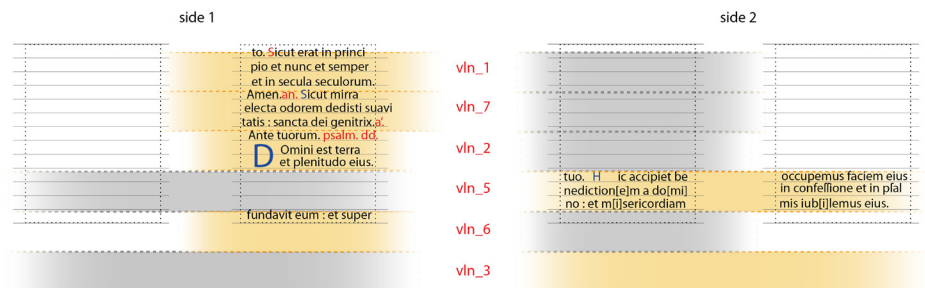 side 1
to. Sicut erat in princi
pio et nunc et semper
et in secula seculorum.
Amen.an. Sicut mirra
electa odorem dedisti suavi
tatis : sancta dei genitrix.a'.
Ante tuorum. psalm. dd.
D Omini est terra
et plenitudo eius.
fundavit eum : et super
vln_1
vln_7
vln_2
vln_5
vln_6
vln_3
side 2
tuo. H ic accipiet be
nediction[e]m a do[mi]
no : et m[i]sericordiam
occupemus faciem eius
in confeſſione et in pſal
mis iub[i]lemus eius.